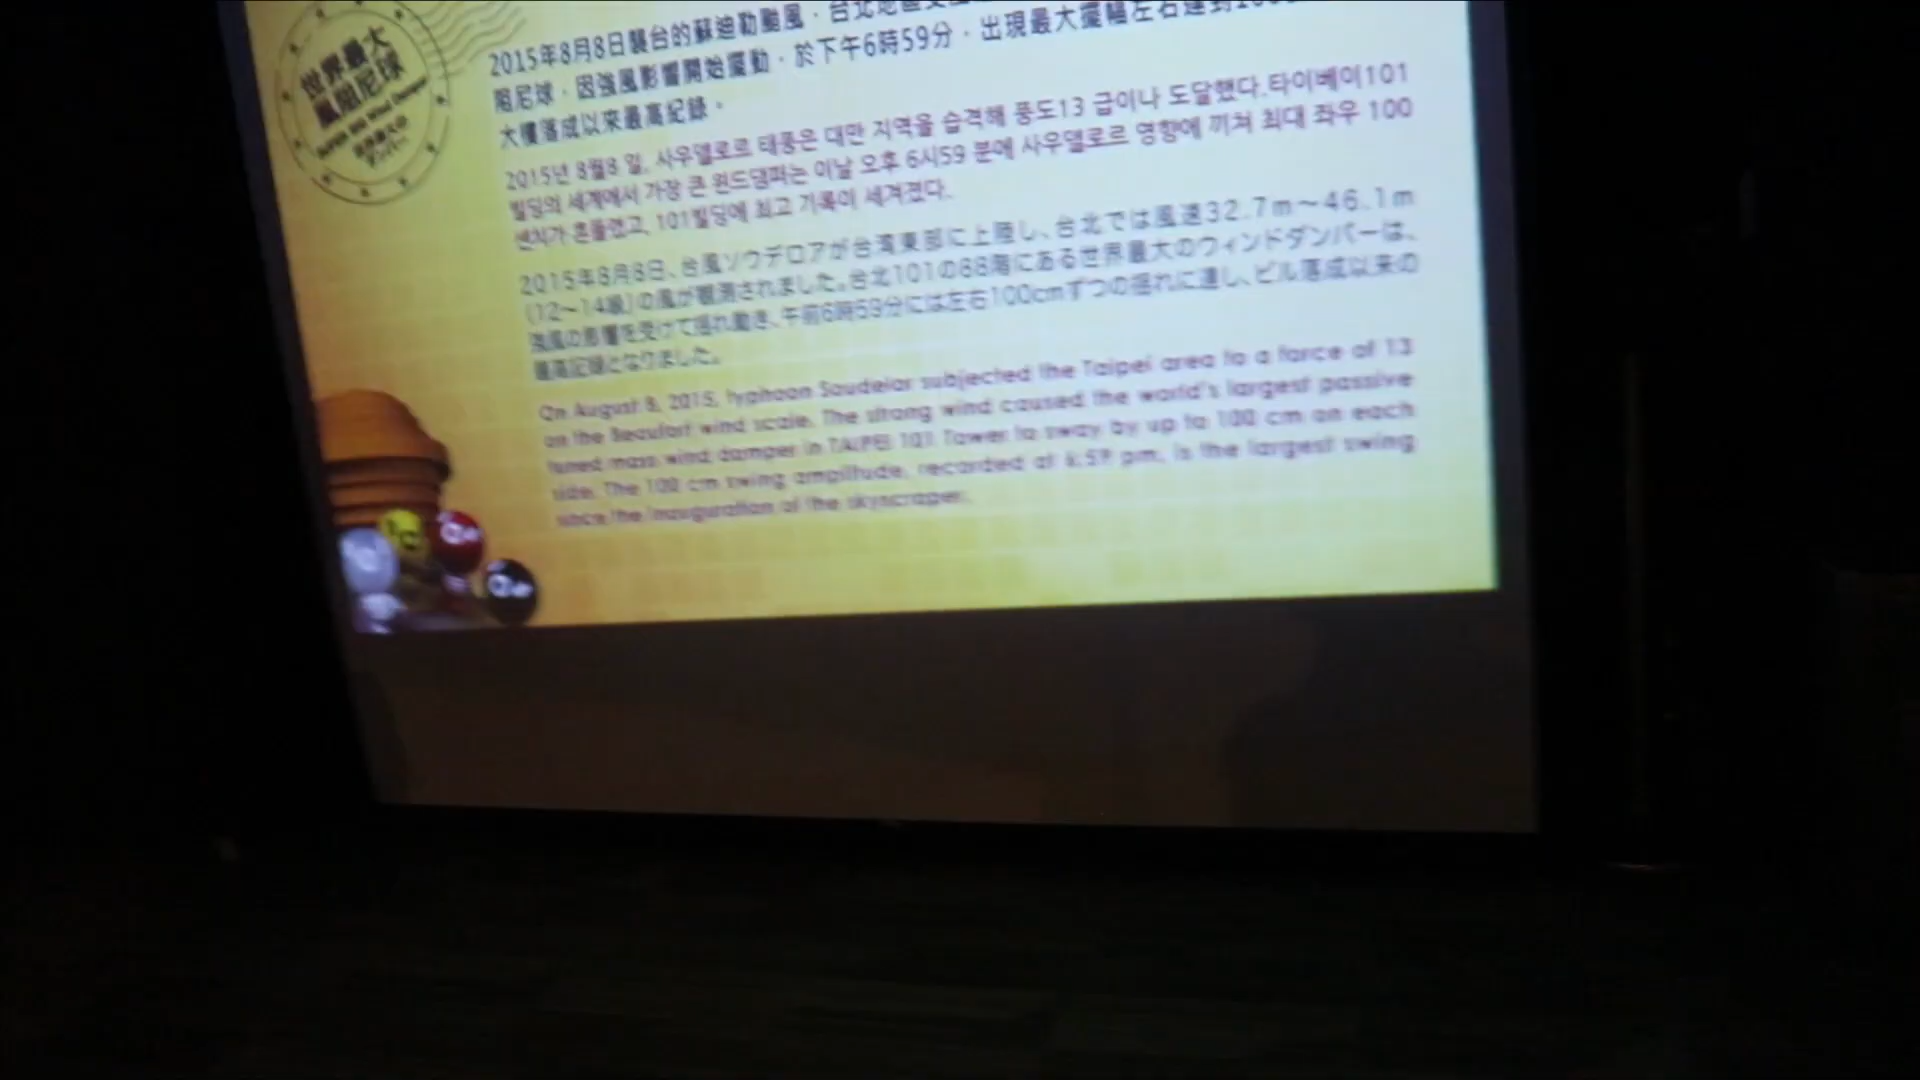 世界最大
風阻尼球
SUPER BIG Wind Damper
2015年8月8日襲台的蘇迪勒颱風，台北地區
阻尼球，因強風影響開始擺動，於下午6時59分，出現最大擺幅左右達到
大樓落成以來最高紀錄。
2015년 8월8 일, 사우델로르 태풍은 대만 지역을 습격해 풍도13 급이나 도달했다.타이베이101
빌딩의 세계에서 가장 큰 윈드댐퍼는 이날 오후 6시59 분에 사우델로르 영향에 끼쳐 최대 좌우 100
센치가 흔들렸고, 101빌딩에 최고 기록이 세겨졌다.
2015年8月8日、台風ソウデロアが台湾東部に上陸し、台北では風速32.7m～46.1m
(12～14級)の風が観測されました。台北101の88階にある世界最大のウィンドダンパーは、
強風の影響を受けて揺れ動き、午前6時59分には左右100cmずつの揺れに達し、ビル落成以来の
最高記録となりました。
On August 8, 2015, typhoon Soudelor subjected the Taipei area to a force of 13
on the Beaufort wind scale. The strong wind caused the world's largest passive
tuned mass wind damper in TAIPEI 101 Tower to sway by up to 100 cm on each
side. The 100 cm swing amplitude, recorded at 6:59 pm, is the largest swing
since the inauguration of the skyscraper.